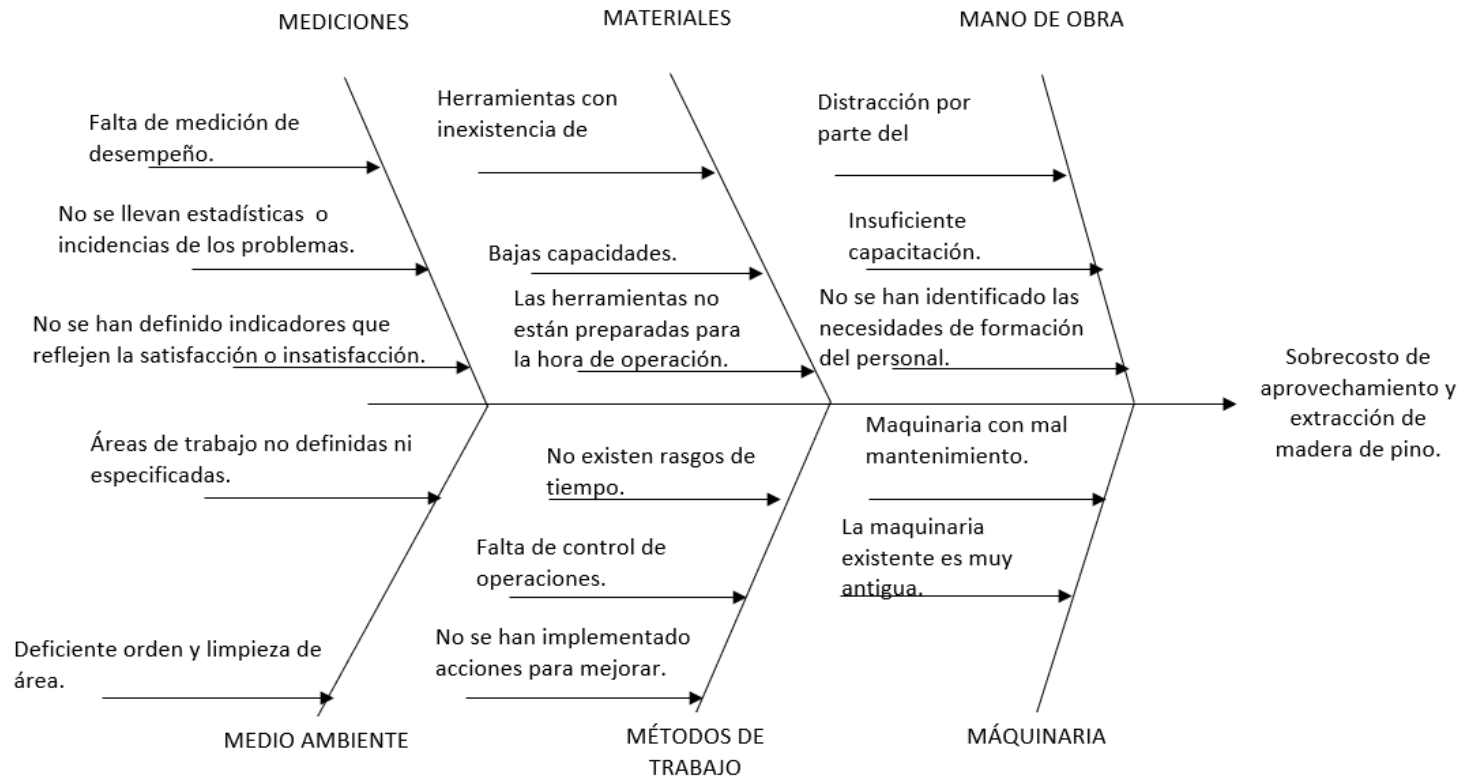 MEDICIONES
MATERIALES
MANO DE OBRA
Falta de medición de
desempeño.
No se llevan estadísticas o
incidencias de los problemas.
No se han definido indicadores que
reflejen la satisfacción o insatisfacción.
Herramientas con
inexistencia de
Bajas capacidades.
Las herramientas no
están preparadas para
la hora de operación.
Distracción por
parte del
Insuficiente
capacitación.
No se han identificado las
necesidades de formación
del personal.
Sobrecosto de
aprovechamiento y
extracción de
madera de pino.
Áreas de trabajo no definidas ni
especificadas.
Deficiente orden y limpieza de
área.
No existen rasgos de
tiempo.
Falta de control de
operaciones.
No se han implementado
acciones para mejorar.
Maquinaria con mal
mantenimiento.
La maquinaria
existente es muy
antigua.
MEDIO AMBIENTE
MÉTODOS DE
TRABAJO
MÁQUINARIA